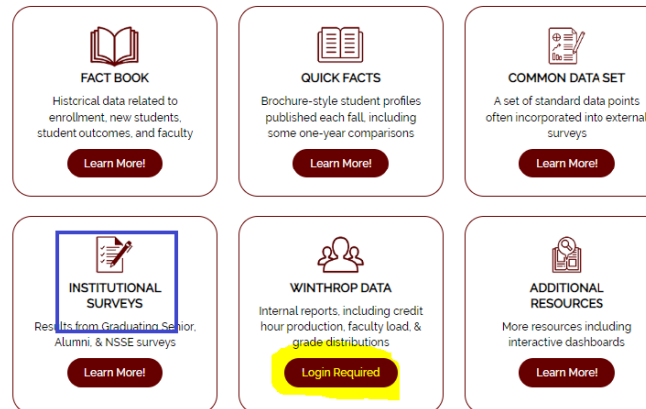 FACT BOOK
Historical data related to
enrollment, new students,
student outcomes, and faculty
Learn More!
QUICK FACTS
Brochure-style student profiles
published each fall, including
some one-year comparisons
Learn More!
COMMON DATA SET
A set of standard data points
often incorporated into external
surveys
Learn More!
INSTITUTIONAL
SURVEYS
Results from Graduating Senior,
Alumni, & NSSE surveys
Learn More!
WINTHROP DATA
Internal reports, including credit
hour production, faculty load, &
grade distributions
Login Required
ADDITIONAL
RESOURCES
More resources including
interactive dashboards
Learn More!